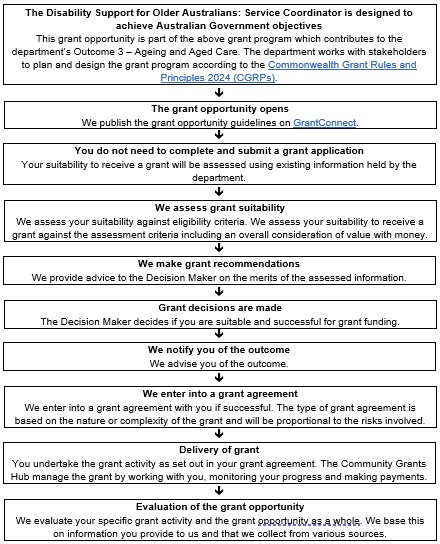 The Disability Support for Older Australians: Service Coordinator is designed to
achieve Australian Government objectives
This grant opportunity is part of the above grant program which contributes to the
department's Outcome 3 – Ageing and Aged Care. The department works with stakeholders
to plan and design the grant program according to the Commonwealth Grant Rules and
Principles 2024 (CGRPs).
The grant opportunity opens
We publish the grant opportunity guidelines on GrantConnect.
You do not need to complete and submit a grant application
Your suitability to receive a grant will be assessed using existing information held by the
department.
We assess grant suitability
We assess your suitability against eligibility criteria. We assess your suitability to receive a
grant against the assessment criteria including an overall consideration of value with money.
We make grant recommendations
We provide advice to the Decision Maker on the merits of the assessed information.
Grant decisions are made
The Decision Maker decides if you are suitable and successful for grant funding.
We notify you of the outcome
We advise you of the outcome.
We enter into a grant agreement
We enter into a grant agreement with you if successful. The type of grant agreement is
based on the nature or complexity of the grant and will be proportional to the risks involved.
Delivery of grant
You undertake the grant activity as set out in your grant agreement. The Community Grants
Hub manage the grant by working with you, monitoring your progress and making payments.
Evaluation of the grant opportunity
We evaluate your specific grant activity and the grant opportunity as a whole. We base this
on information you provide to us and that we collect from various sources.